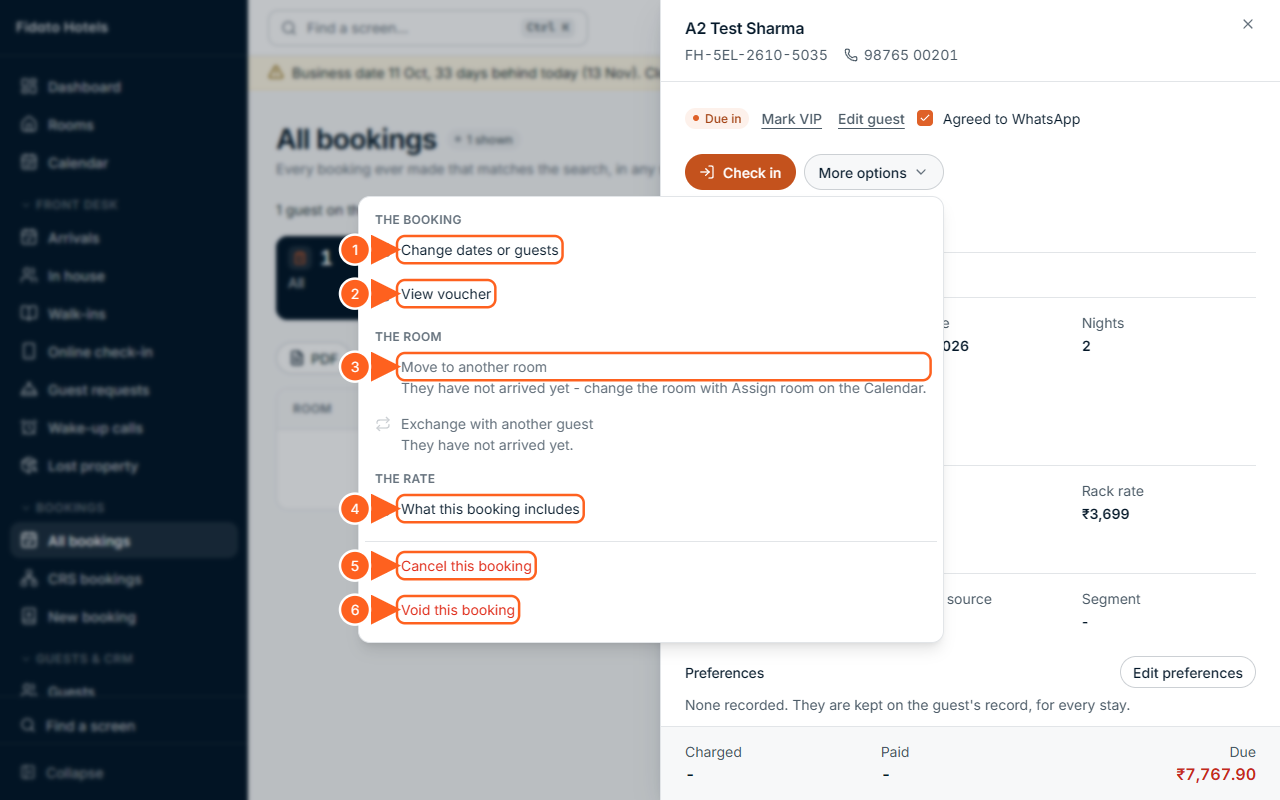 Fidato Hotels
Dashboard
Rooms
Calendar
FRONT DESK
Arrivals
In house
Walk-ins
Online check-in
Guest requests
Wake-up calls
Lost property
BOOKINGS
All bookings
CRS bookings
New booking
GUESTS & CRM
Guests
Find a screen
Collapse
Find a screen...
Ctrl K
Business date 11 Oct, 33 days behind today (13 Nov).
All bookings
1 shown
Every booking ever made that matches the search, in any
1 guest on
1
All
PDF
ROOM
A2 Test Sharma
FH-5EL-2610-5035
98765 00201
Due in
Mark VIP
Edit guest
Agreed to WhatsApp
Check in
More options
THE BOOKING
1 Change dates or guests
2 View voucher
THE ROOM
3 Move to another room
They have not arrived yet - change the room with Assign room on the Calendar.
Exchange with another guest
They have not arrived yet.
THE RATE
4 What this booking includes
5 Cancel this booking
6 Void this booking
e
026
Nights
2
Rack rate
₹3,699
source
Segment
-
Preferences
Edit preferences
None recorded. They are kept on the guest's record, for every stay.
Charged
-
Paid
-
Due
₹7,767.90